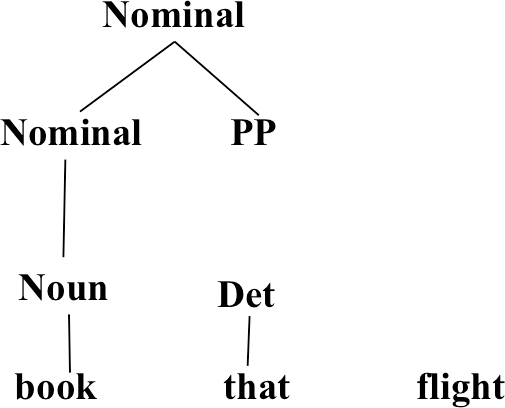 Nominal
Nominal PP
Noun Det
book that flight